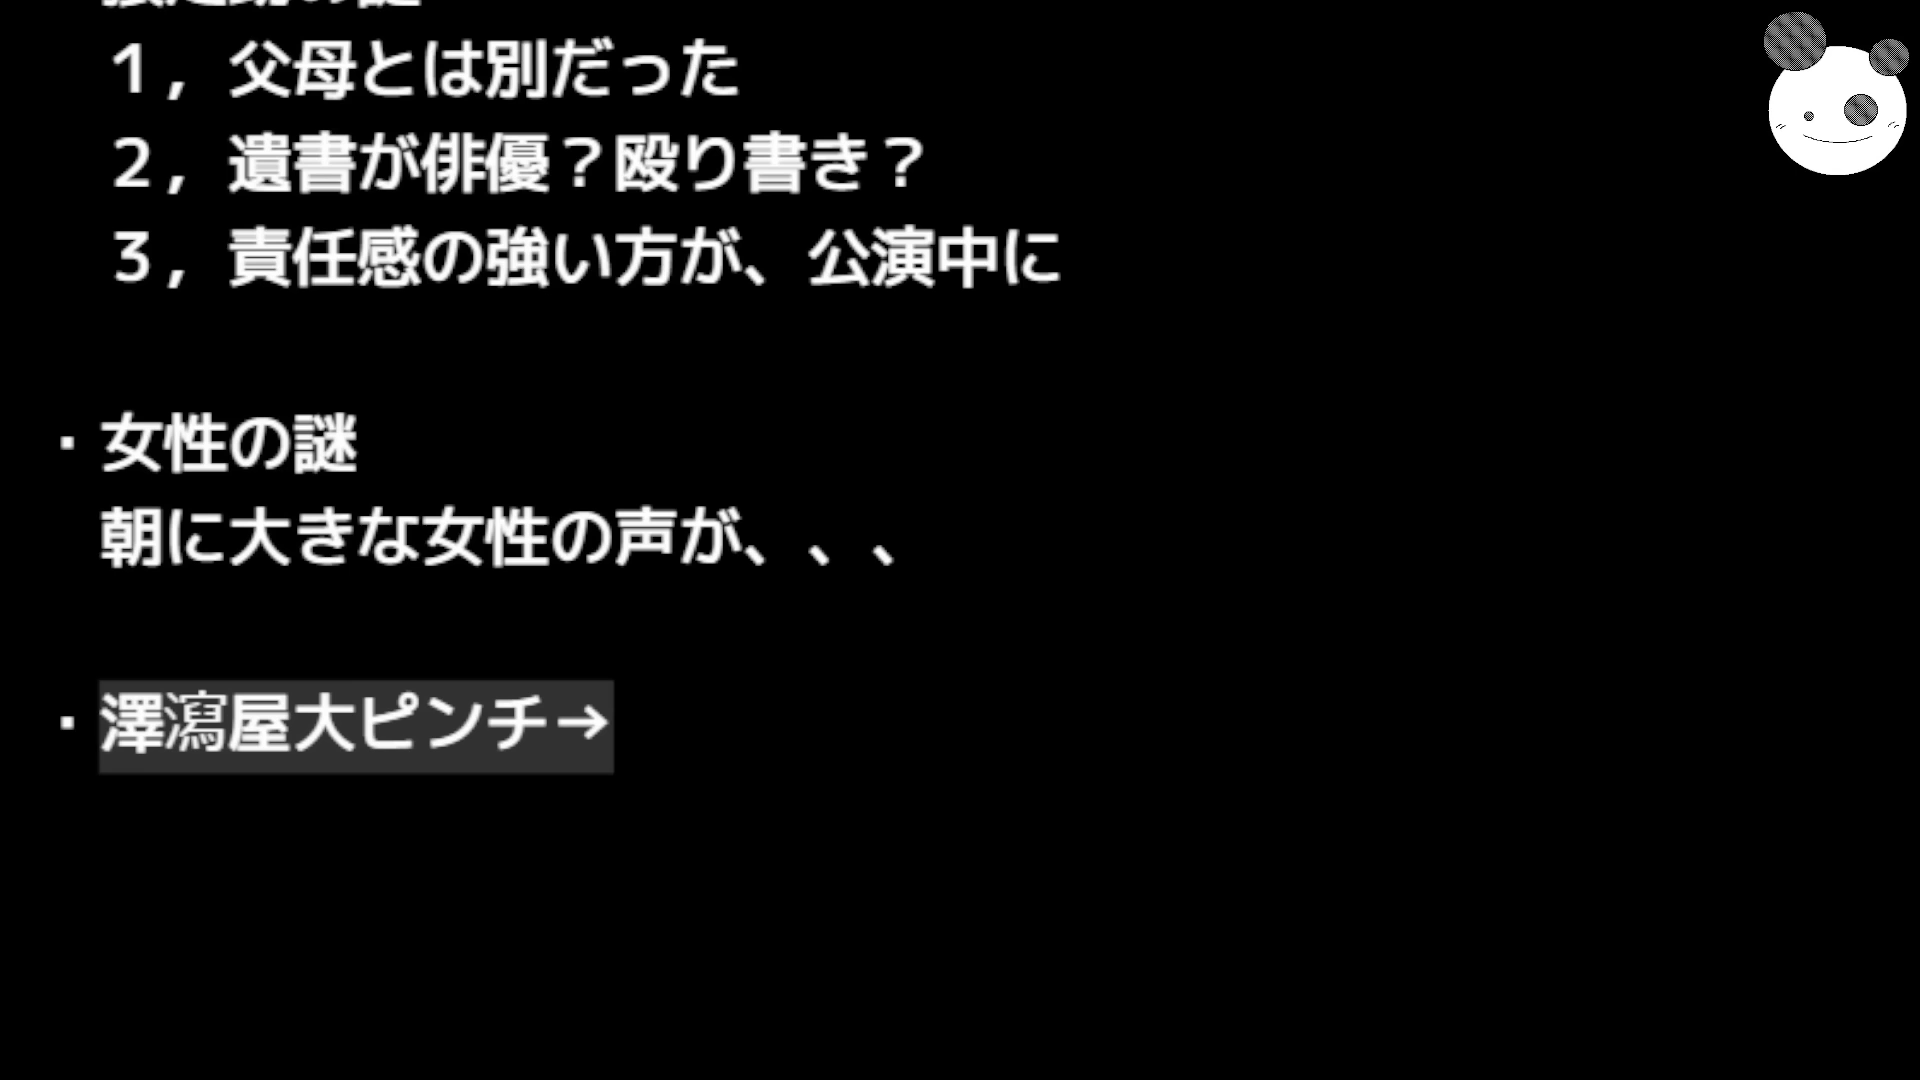 1，父母とは別だった
2，遺書が俳優？殴り書き？
3，責任感の強い方が、公演中に
・女性の謎
朝に大きな女性の声が、、、
・澤瀉屋大ピンチ→